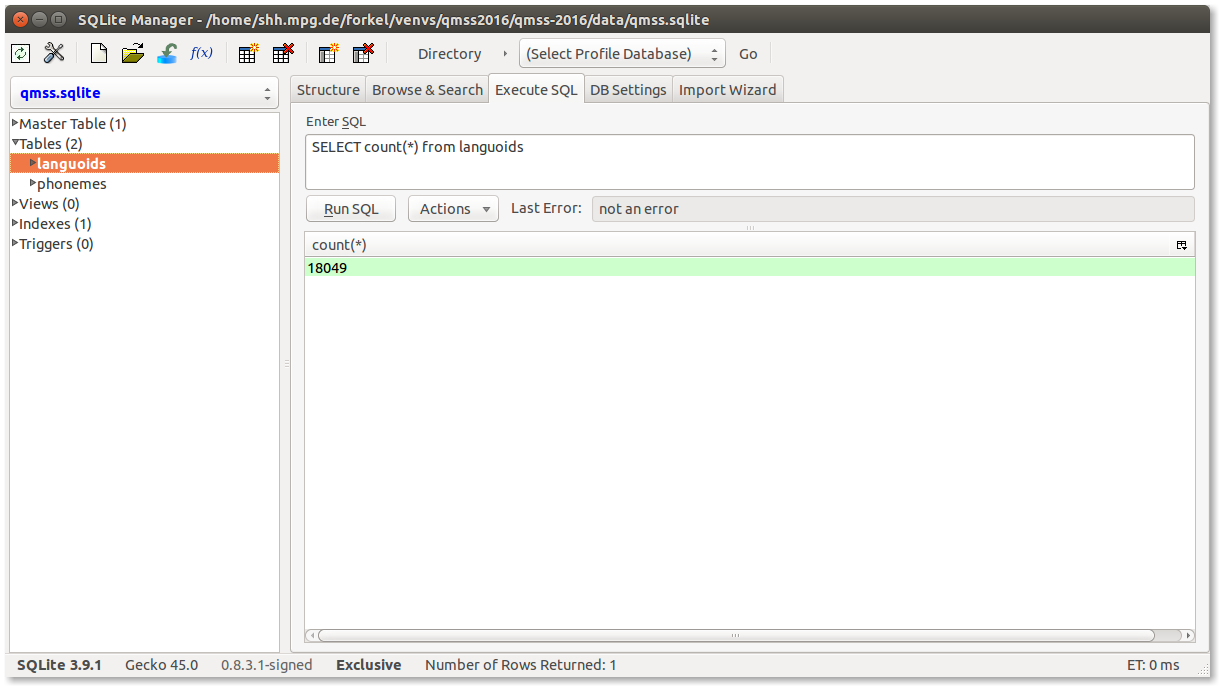 SQLite Manager - /home/shh.mpg.de/forkel/venvs/qmss2016/qmss-2016/data/qmss.sqlite
f(x) Directory (Select Profile Database) Go
qmss.sqlite
Master Table (1)
Tables (2)
languoids
phonemes
Views (0)
Indexes (1)
Triggers (0)
Structure Browse & Search Execute SQL DB Settings Import Wizard
Enter SQL
SELECT count(*) from languoids
Run SQL Actions Last Error: not an error
count(*)
18049
SQLite 3.9.1 Gecko 45.0 0.8.3.1-signed Exclusive Number of Rows Returned: 1 ET: 0 ms